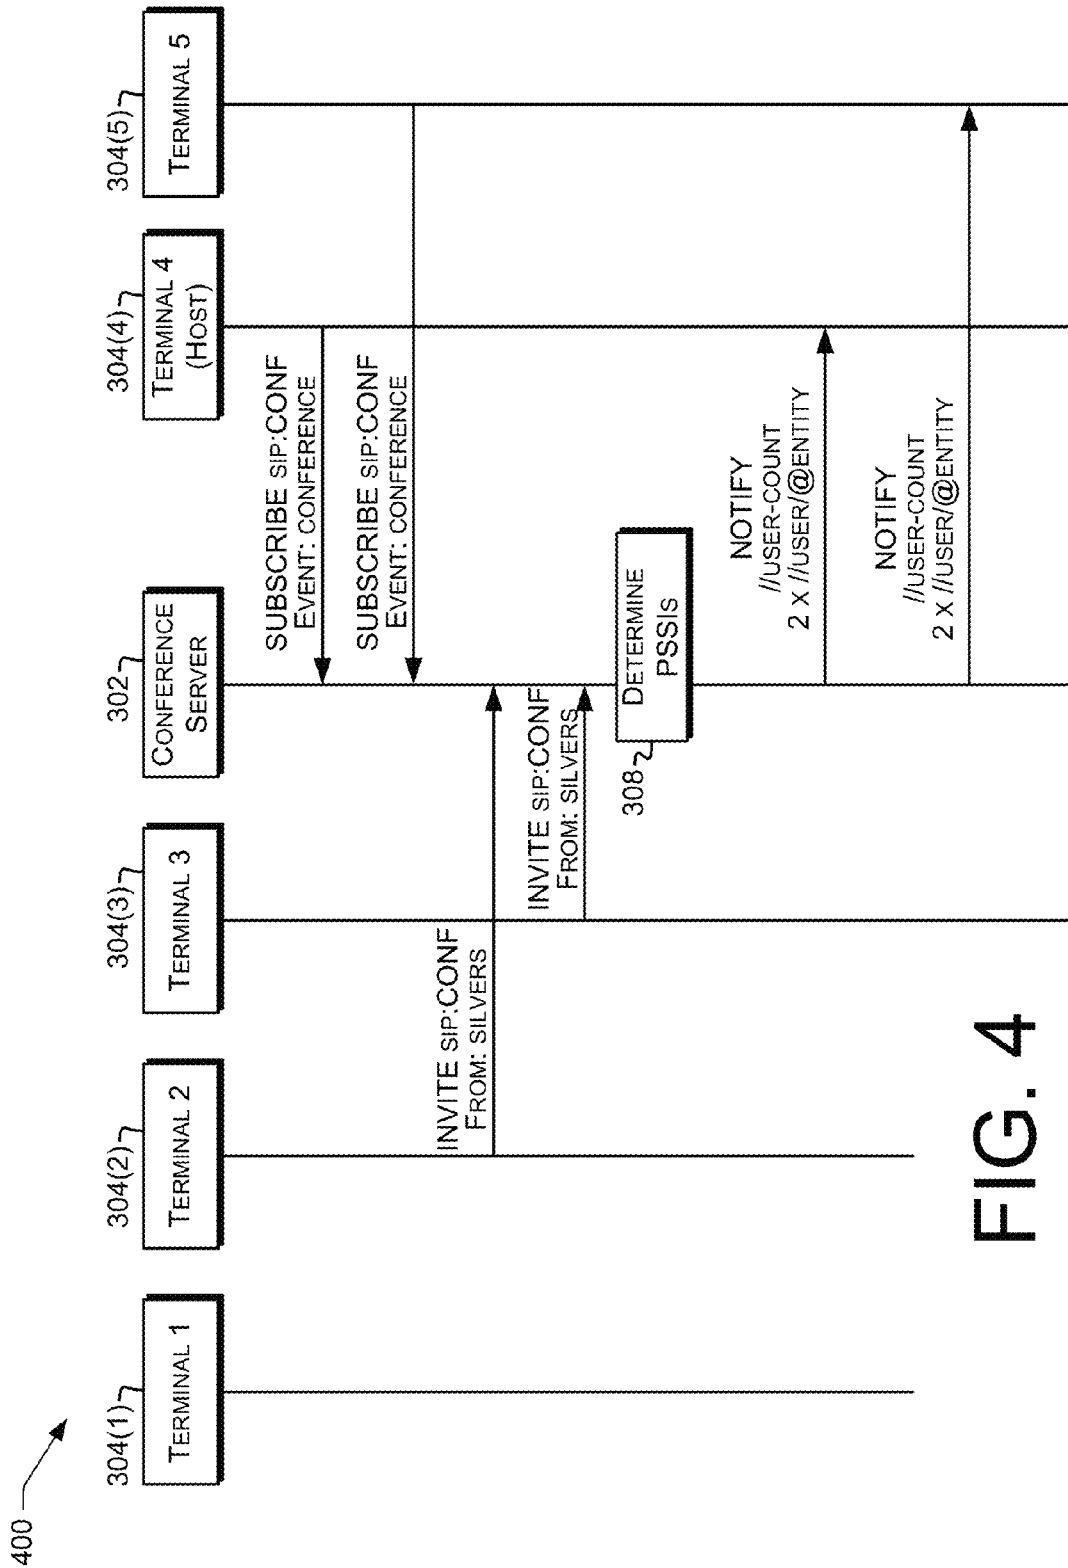 400
304(1)
TERMINAL 1
304(2)
TERMINAL 2
304(3)
TERMINAL 3
302
CONFERENCE
SERVER
304(4)
TERMINAL 4
(HOST)
304(5)
TERMINAL 5
SUBSCRIBE SIP:CONF
EVENT: CONFERENCE
SUBSCRIBE SIP:CONF
EVENT: CONFERENCE
INVITE SIP:CONF
FROM: SILVERS
INVITE SIP:CONF
FROM: SILVERS
308
DETERMINE
PSSIS
NOTIFY
//USER-COUNT
2 X //USER/@ENTITY
NOTIFY
//USER-COUNT
2 X //USER/@ENTITY
FIG. 4